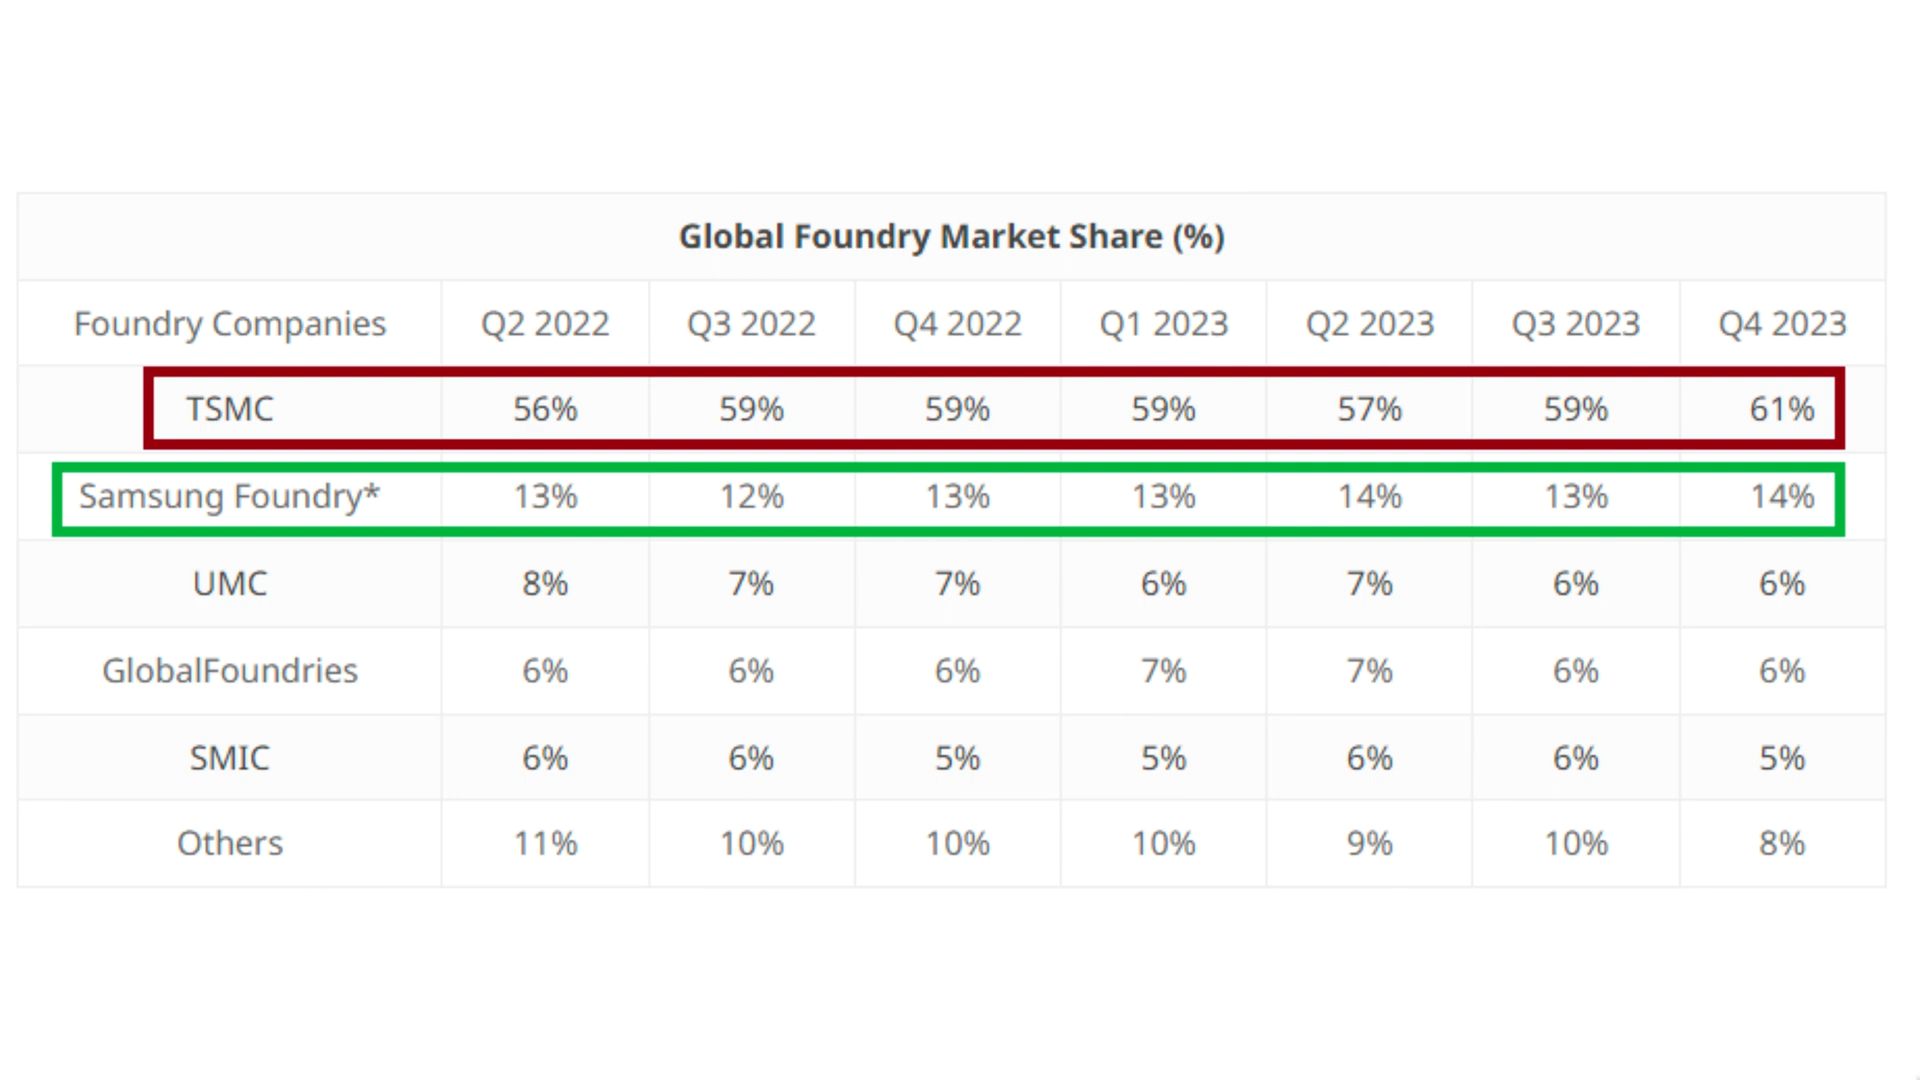 Global Foundry Market Share (%)
Foundry Companies Q2 2022 Q3 2022 Q4 2022 Q1 2023 Q2 2023 Q3 2023 Q4 2023
TSMC 56% 59% 59% 59% 57% 59% 61%
Samsung Foundry* 13% 12% 13% 13% 14% 13% 14%
UMC 8% 7% 7% 6% 7% 6% 6%
GlobalFoundries 6% 6% 6% 7% 7% 6% 6%
SMIC 6% 6% 5% 5% 6% 6% 5%
Others 11% 10% 10% 10% 9% 10% 8%